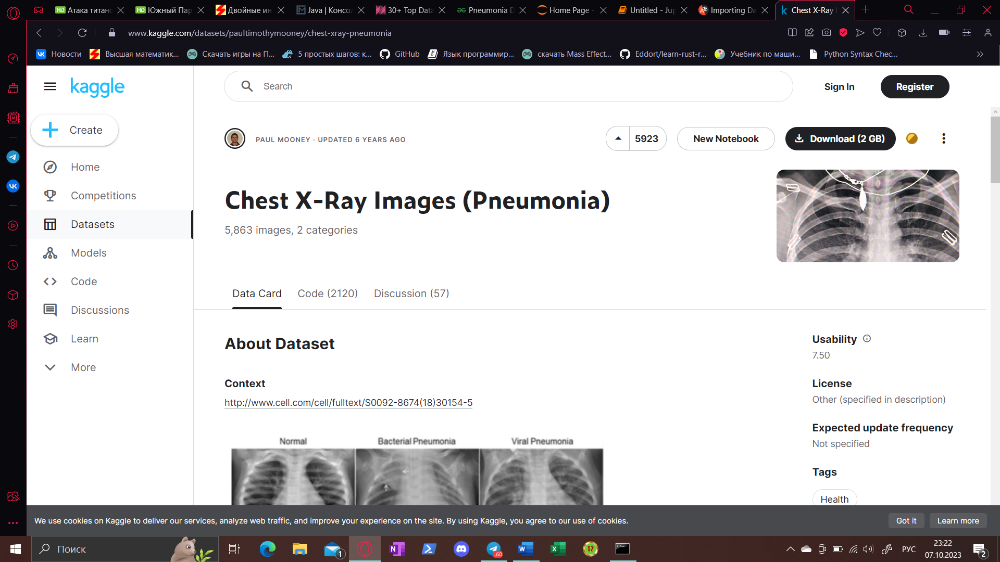 Атака титанс
Южный Пар
Двойные ин
Java | Консо
30+ Top Data
Pneumonia D
Home Page -
Untitled - Jup
Importing Da
Chest X-Ray I
www.kaggle.com/datasets/paultimothymooney/chest-xray-pneumonia
Новости
Высшая математик...
Скачать игры на П...
5 простых шагов: к...
GitHub
Язык программир...
скачать Mass Effect...
Eddort/learn-rust-r...
Учебник по маши...
Python Syntax Chec...
kaggle
Search
Sign In
Register
Create
PAUL MOONEY · UPDATED 6 YEARS AGO
5923
New Notebook
Download (2 GB)
Home
Competitions
Datasets
Models
Code
Discussions
Learn
More
Chest X-Ray Images (Pneumonia)
5,863 images, 2 categories
Data Card
Code (2120)
Discussion (57)
About Dataset
Context
http://www.cell.com/cell/fulltext/S0092-8674(18)30154-5
Normal
Bacterial Pneumonia
Viral Pneumonia
Usability
7.50
License
Other (specified in description)
Expected update frequency
Not specified
Tags
Health
We use cookies on Kaggle to deliver our services, analyze web traffic, and improve your experience on the site. By using Kaggle, you agree to our use of cookies.
Got it
Learn more
Поиск
1
..60
12
РУС
23:22
07.10.2023
2